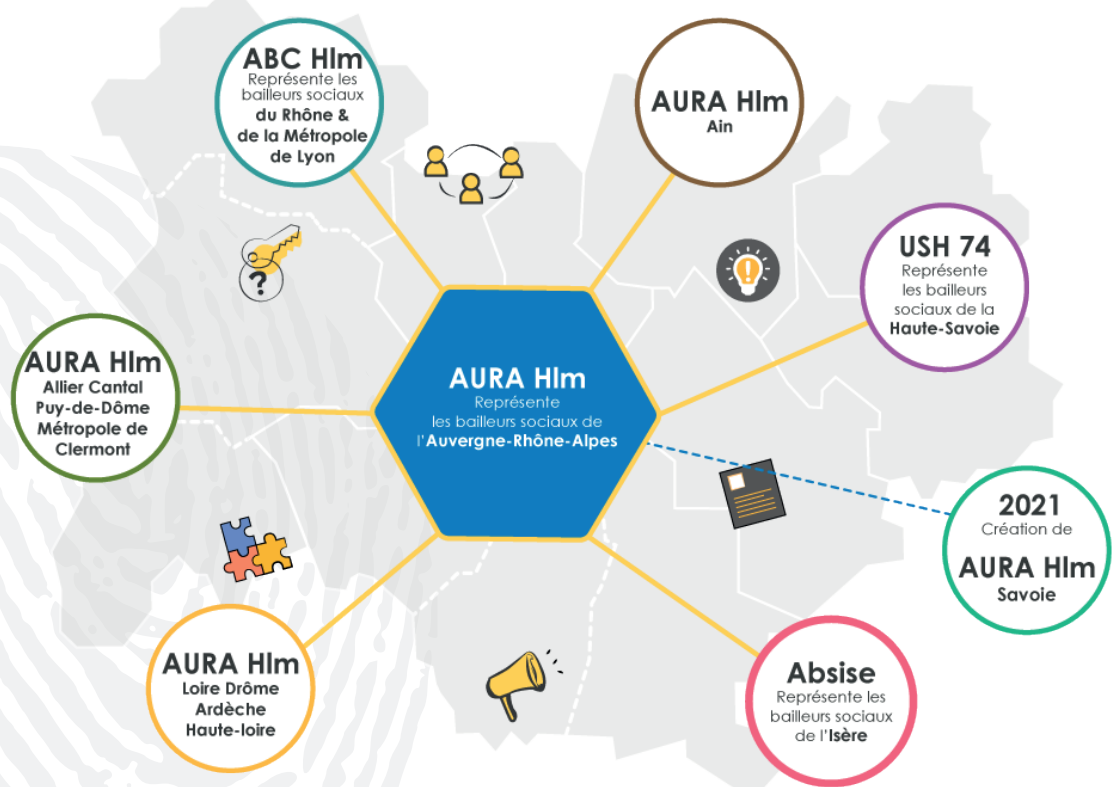 ABC Hlm
Représente les
bailleurs sociaux
du Rhône &
de la Métropole
de Lyon
AURA Hlm
Ain
USH 74
Représente
les bailleurs
sociaux de la
Haute-Savoie
?
AURA Hlm
Allier Cantal
Puy-de-Dôme
Métropole de
Clermont
AURA Hlm
Représente
les bailleurs sociaux de
l'Auvergne-Rhône-Alpes
2021
Création de
AURA Hlm
Savoie
AURA Hlm
Loire Drôme
Ardèche
Haute-loire
Absise
Représente les
bailleurs sociaux
de l'Isère